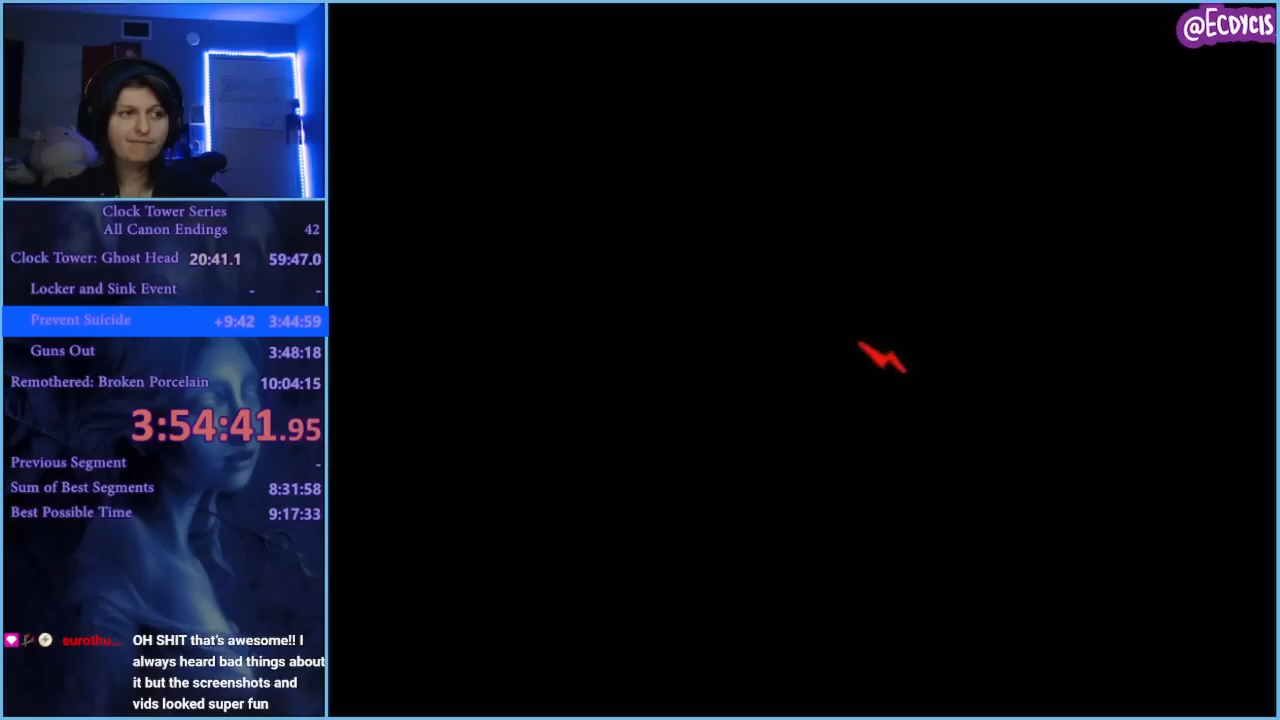 @ECDYCIS
Clock Tower Series
All Canon Endings 42
Clock Tower: Ghost Head 20:41.1 59:47.0
Locker and Sink Event - -
Prevent Suicide +9:42 3:44:59
Guns Out 3:48:18
Remothered: Broken Porcelain 10:04:15
3:54:41.95
Previous Segment -
Sum of Best Segments 8:31:58
Best Possible Time 9:17:33
eurothu... OH SHIT that's awesome!! I
always heard bad things about
it but the screenshots and
vids looked super fun